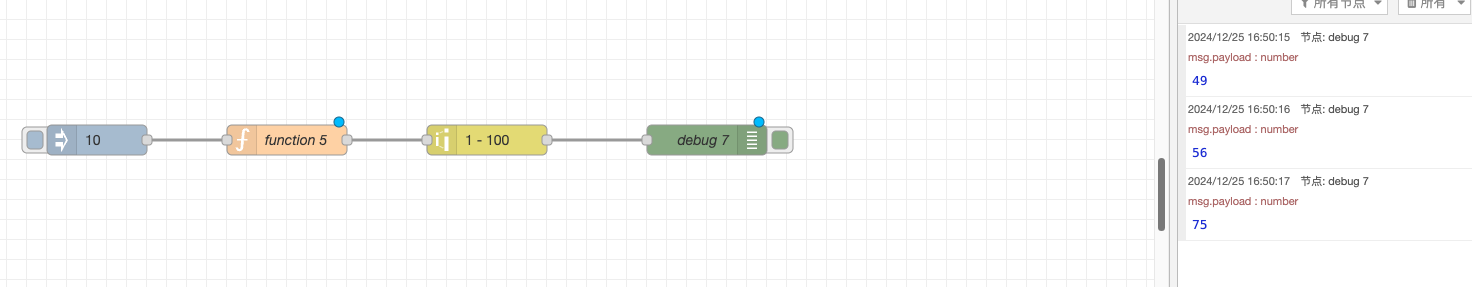 所有节点
所有
10
function 5
1 - 100
debug 7
2024/12/25 16:50:15 节点: debug 7
msg.payload : number
49
2024/12/25 16:50:16 节点: debug 7
msg.payload : number
56
2024/12/25 16:50:17 节点: debug 7
msg.payload : number
75